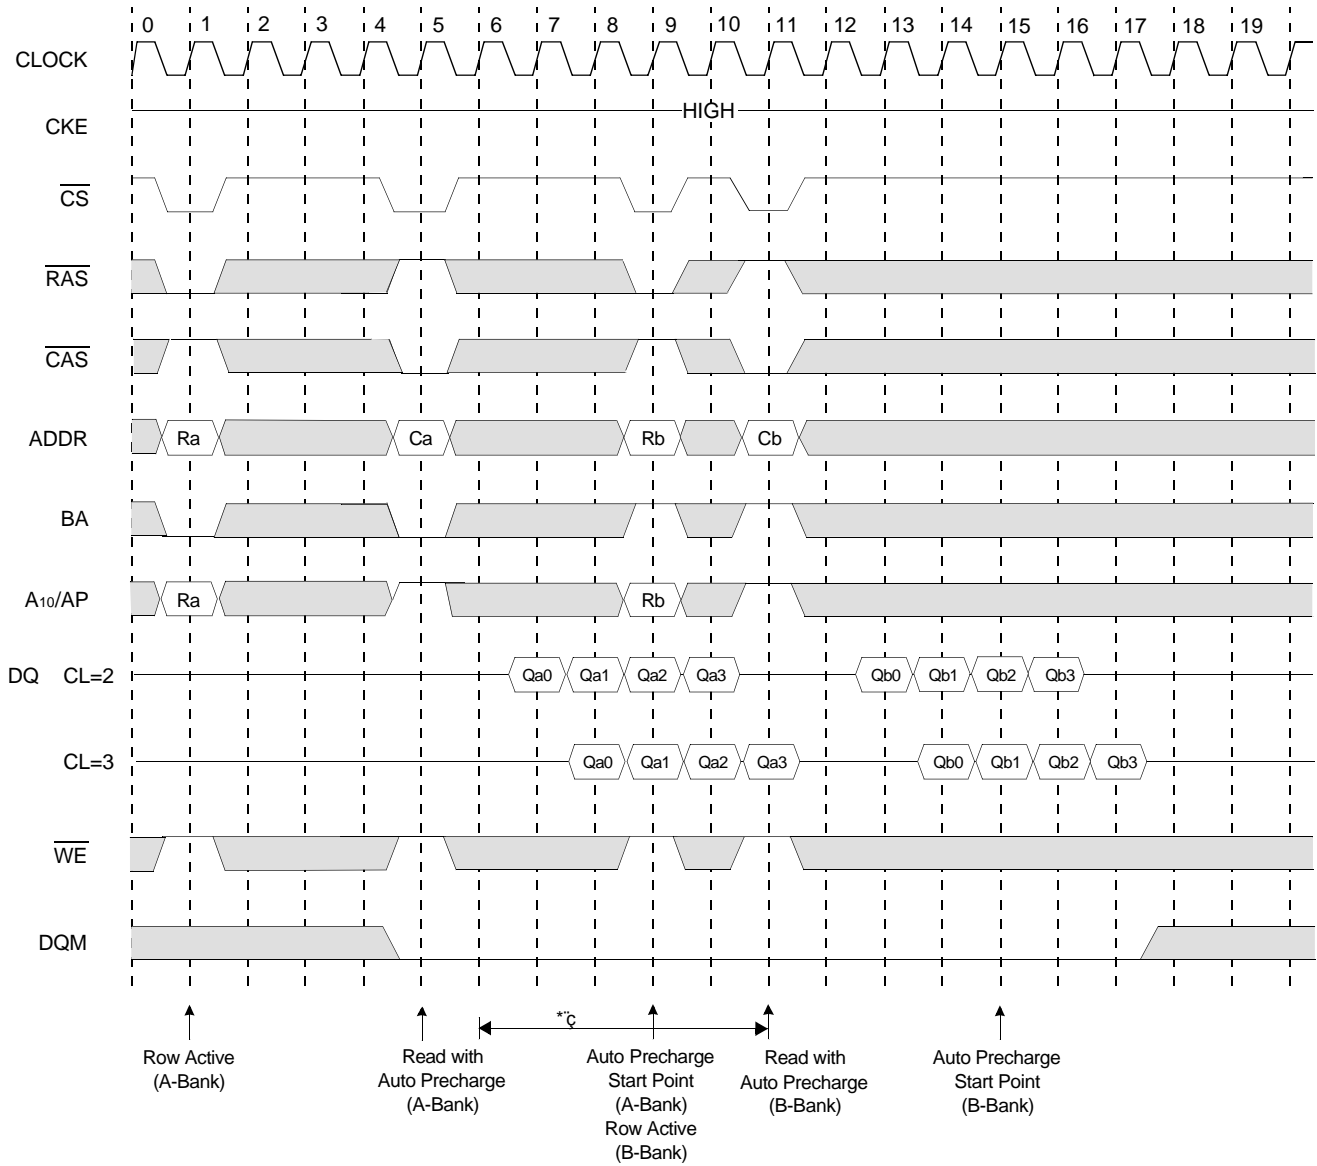 0 1 2 3 4 5 6 7 8 9 10 11 12 13 14 15 16 17 18 19
CLOCK
HIGH
CKE
CS
RAS
CAS
ADDR Ra Ca Rb Cb
BA
A10/AP Ra Rb
DQ CL=2 Qa0 Qa1 Qa2 Qa3 Qb0 Qb1 Qb2 Qb3
CL=3 Qa0 Qa1 Qa2 Qa3 Qb0 Qb1 Qb2 Qb3
WE
DQM
*¨ç
Row Active
(A-Bank)
Read with
Auto Precharge
(A-Bank)
Auto Precharge
Start Point
(A-Bank)
Row Active
(B-Bank)
Read with
Auto Precharge
(B-Bank)
Auto Precharge
Start Point
(B-Bank)